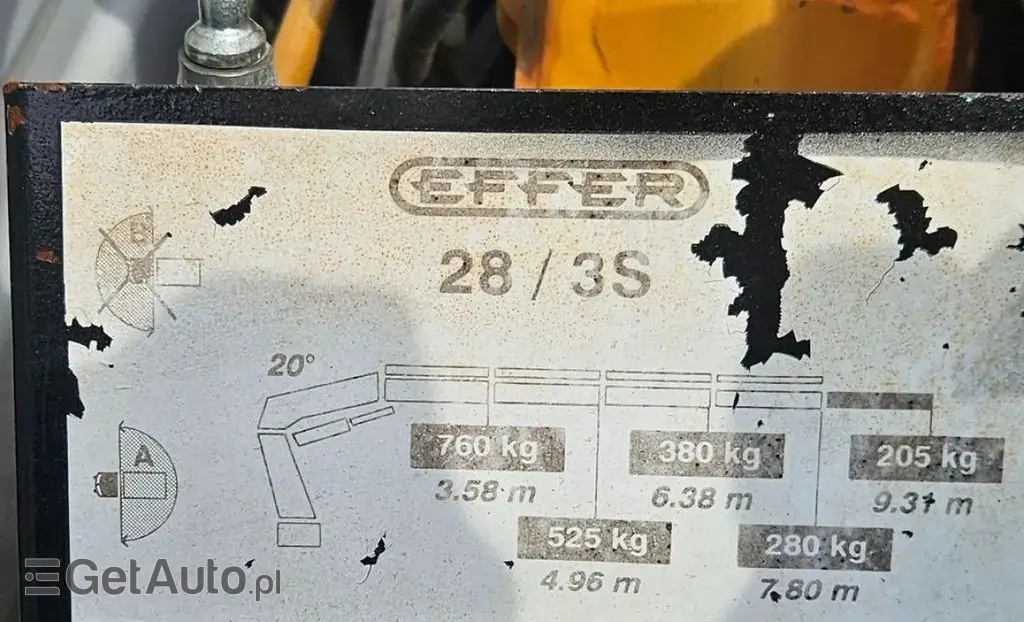 EFFER
28 / 3S
B
C
20°
A
760 kg
3.58 m
380 kg
6.38 m
205 kg
9.31 m
525 kg
4.96 m
280 kg
7.80 m
GetAuto.pl